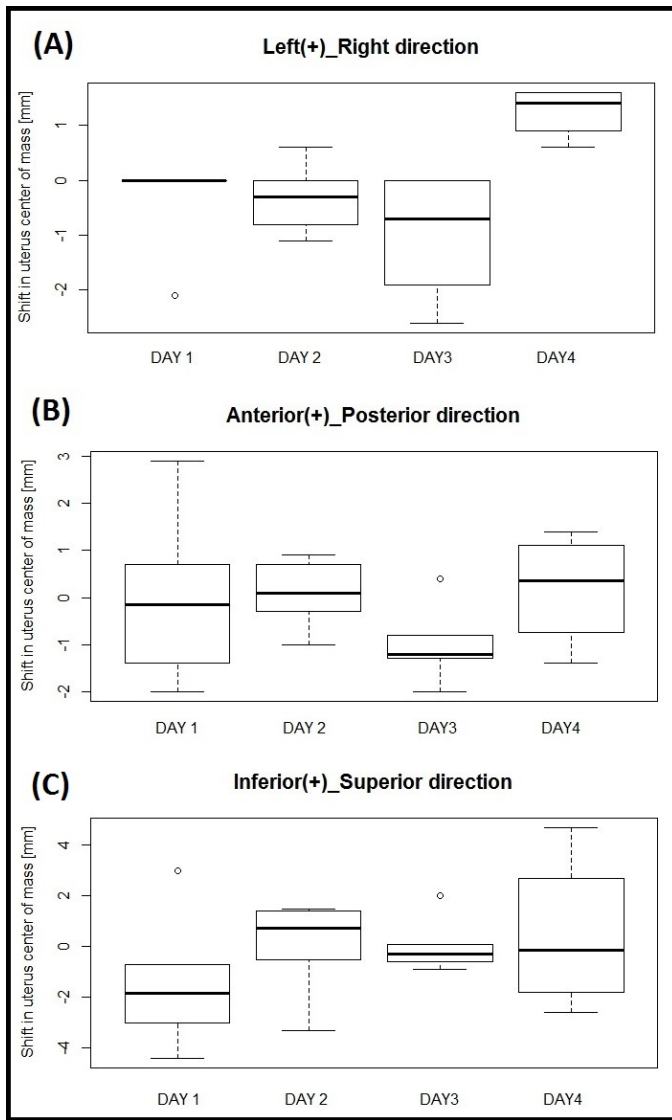 (A)
Left(+)_Right direction
Shift in uterus center of mass [mm]
1
0
-1
-2
DAY 1 DAY 2 DAY3 DAY4
(B)
Anterior(+)_Posterior direction
Shift in uterus center of mass [mm]
3
2
1
0
-1
-2
DAY 1 DAY 2 DAY3 DAY4
(C)
Inferior(+)_Superior direction
Shift in uterus center of mass [mm]
4
2
0
-2
-4
DAY 1 DAY 2 DAY3 DAY4